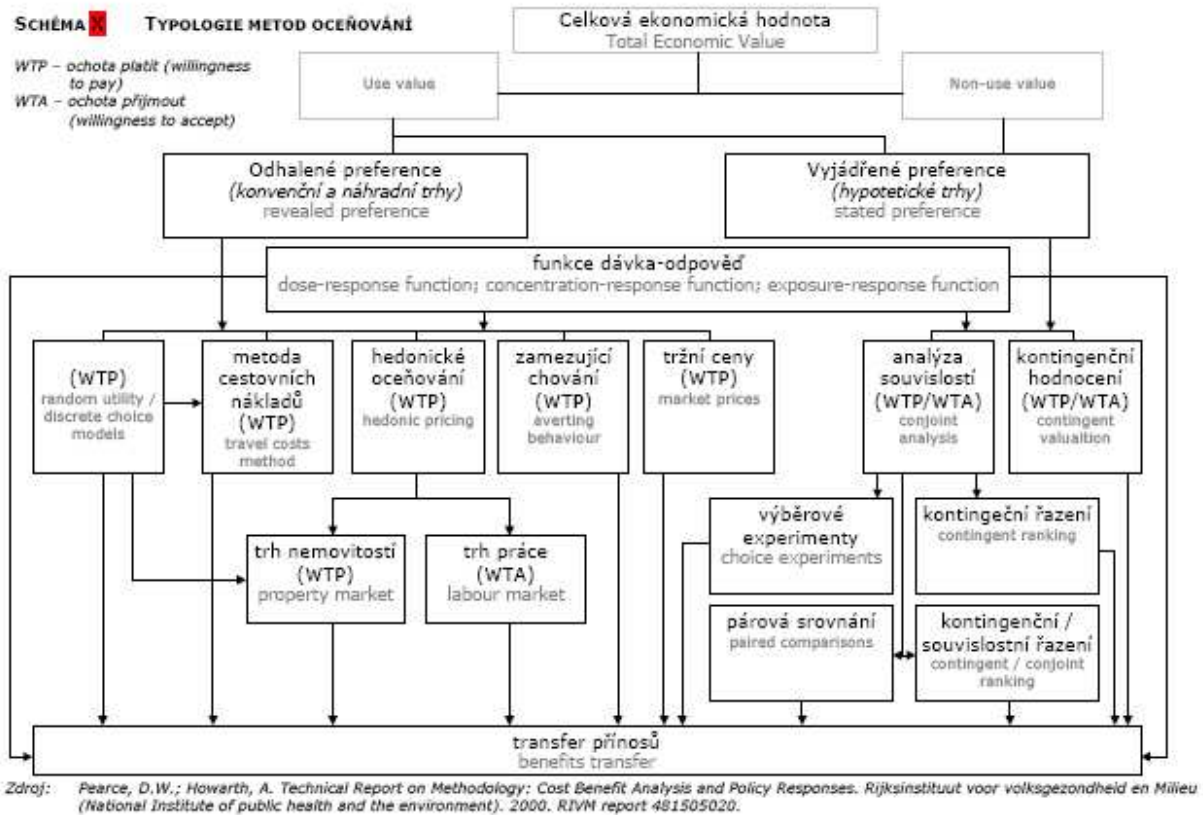 SCHÉMA X TYPOLOGIE METOD OCEŇOVÁNÍ
WTP – ochota platit (willingness
to pay)
WTA – ochota přijmout
(willingness to accept)
Celková ekonomická hodnota
Total Economic Value
Use value
Non-use value
Odhalené preference
(konvenční a náhradní trhy)
revealed preference
Vyjádřené preference
(hypotetické trhy)
stated preference
funkce dávka-odpověď
dose-response function; concentration-response function; exposure-response function
(WTP)
random utility /
discrete choice
models
metoda
cestovních
nákladů
(WTP)
travel costs
method
hedonické
oceňování
(WTP)
hedonic pricing
zamezující
chování
(WTP)
averting
behaviour
tržní ceny
(WTP)
market prices
analýza
souvislostí
(WTP/WTA)
conjoint
analysis
kontingenční
hodnocení
(WTP/WTA)
contingent
valualtion
trh nemovitostí
(WTP)
property market
trh práce
(WTA)
labour market
výběrové
experimenty
choice experiments
kontingeční řazení
contingent ranking
párová srovnání
paired comparisons
kontingenční /
souvislostní řazení
contingent / conjoint
ranking
transfer přínosů
benefits transfer
Zdroj: Pearce, D.W.; Howarth, A. Technical Report on Methodology: Cost Benefit Analysis and Policy Responses. Rijksinstituut voor volksgezondheid en Milieu
(National Institute of public health and the environment). 2000. RIVM report 481505020.